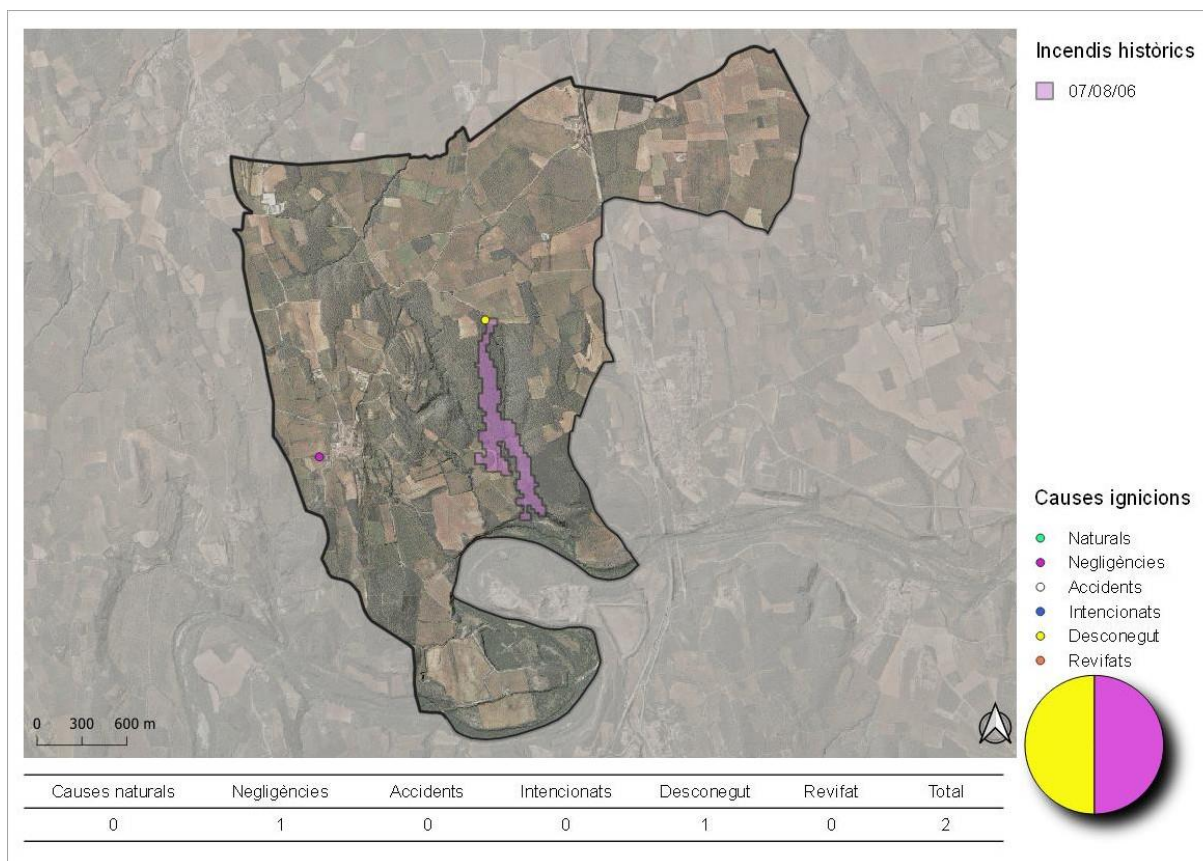 Incendis històrics
07/08/06
Causes ignicions
Naturals
Negligències
Accidents
Intencionats
Desconegut
Revifats
0 300 600 m
Causes naturals Negligències Accidents Intencionats Desconegut Revifat Total
0 1 0 0 1 0 2